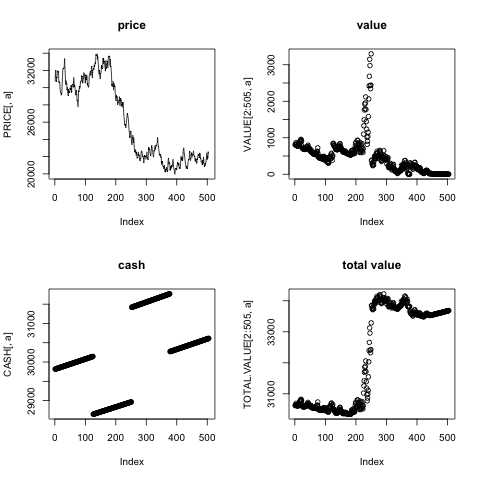 price
PRICE[, a]
20000 22000 26000 32000
0 100 200 300 400 500
Index
value
VALUE[2:505, a]
0 1000 2000 3000
0 100 200 300 400 500
Index
cash
CASH[, a]
29000 30000 31000
0 100 200 300 400 500
Index
total value
TOTAL.VALUE[2:505, a]
31000 33000
0 100 200 300 400 500
Index